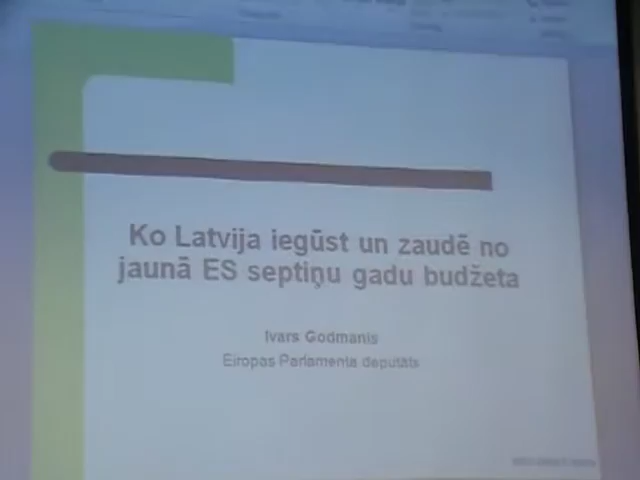 Ko Latvija iegūst un zaudē no
jaunā ES septiņu gadu budžeta
Ivars Godmanis
Eiropas Parlamenta deputāts